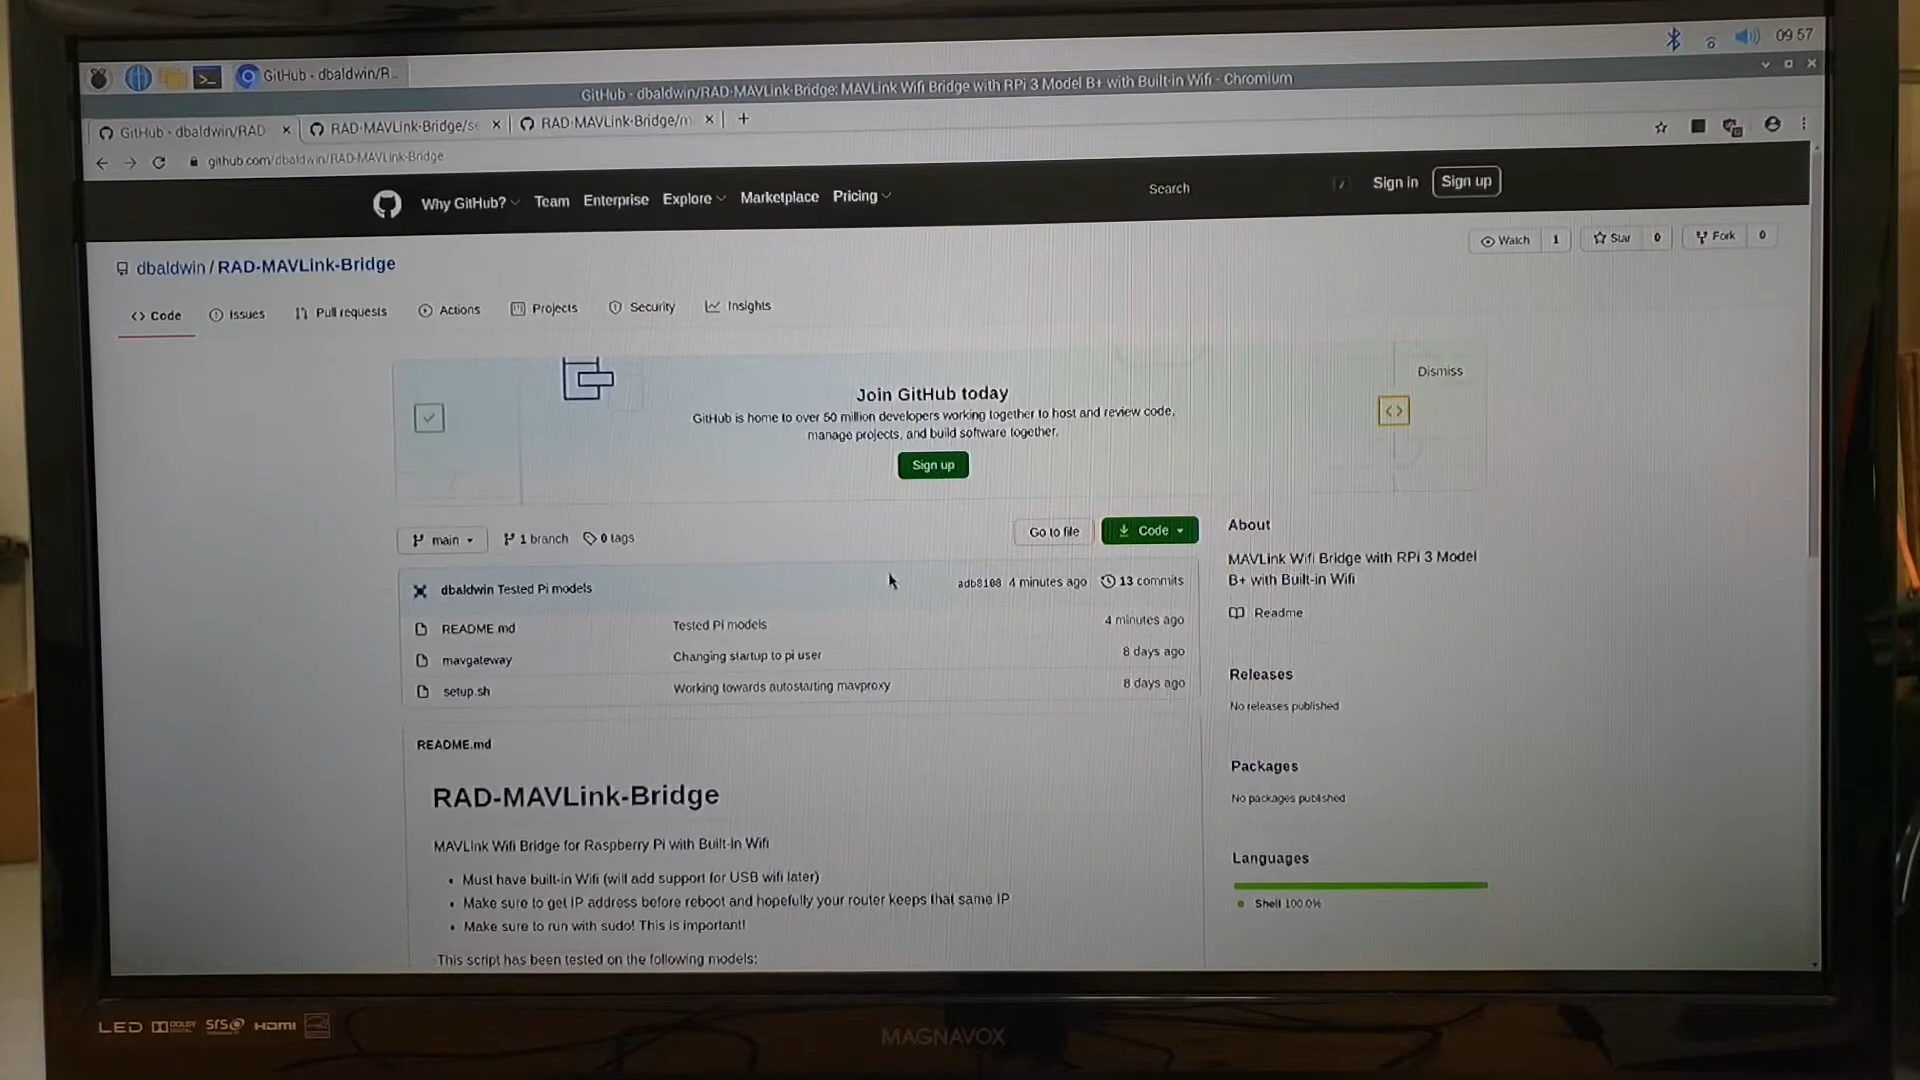 09:57
GitHub - dbaldwin/R...
GitHub - dbaldwin/RAD-MAVLink-Bridge: MAVLink Wifi Bridge with RPi 3 Model B+ with Built-in Wifi - Chromium
GitHub - dbaldwin/RAD
RAD-MAVLink-Bridge/se
RAD-MAVLink-Bridge/m
github.com/dbaldwin/RAD-MAVLink-Bridge
Why GitHub? Team Enterprise Explore Marketplace Pricing Search / Sign in Sign up
dbaldwin / RAD-MAVLink-Bridge
Watch 1 Star 0 Fork 0
Code Issues Pull requests Actions Projects Security Insights
Dismiss
Join GitHub today
GitHub is home to over 50 million developers working together to host and review code,
manage projects, and build software together.
Sign up
main 1 branch 0 tags Go to file Code
dbaldwin Tested Pi models adb8108 4 minutes ago 13 commits
README.md Tested Pi models 4 minutes ago
mavgateway Changing startup to pi user 8 days ago
setup.sh Working towards autostarting mavproxy 8 days ago
About
MAVLink Wifi Bridge with RPi 3 Model
B+ with Built-in Wifi
Readme
Releases
No releases published
Packages
No packages published
Languages
Shell 100.0%
README.md
RAD-MAVLink-Bridge
MAVLink Wifi Bridge for Raspberry Pi with Built-In Wifi
• Must have built-in Wifi (will add support for USB wifi later)
• Make sure to get IP address before reboot and hopefully your router keeps that same IP
• Make sure to run with sudo! This is important!
This script has been tested on the following models:
LED DOLBY SRS HDMI
MAGNAVOX